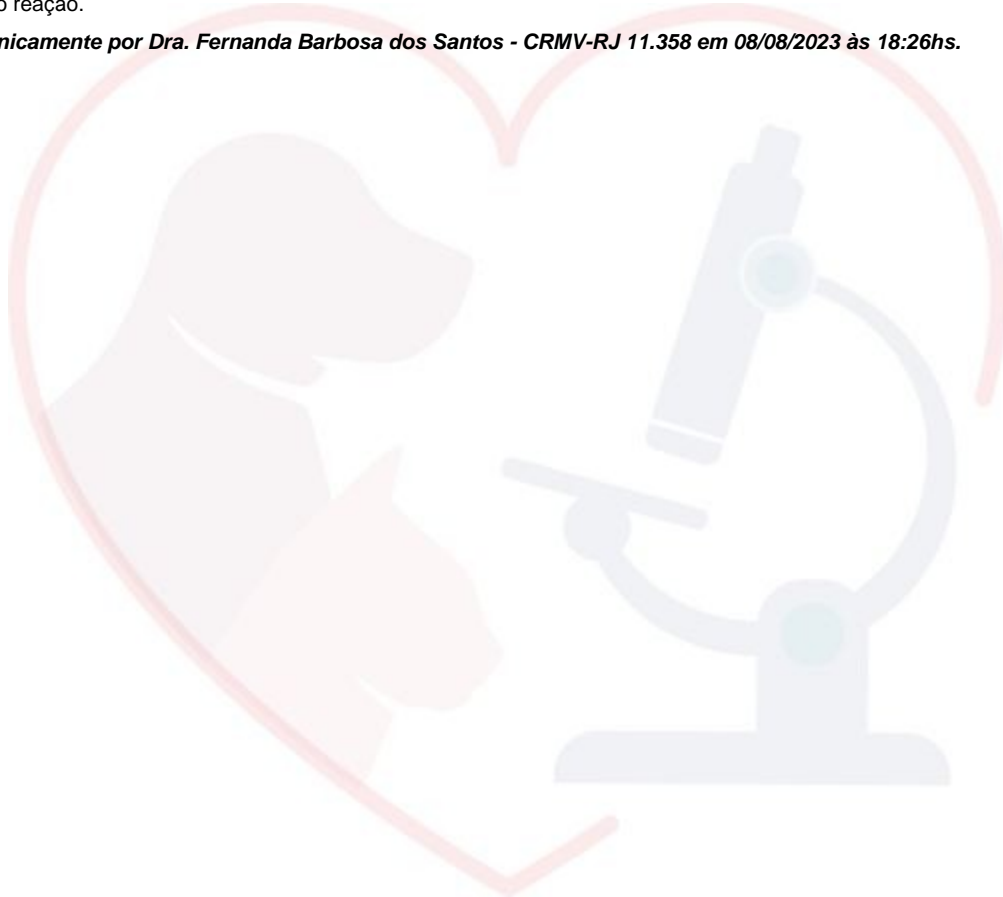 o reação.
nicamente por Dra. Fernanda Barbosa dos Santos - CRMV-RJ 11.358 em 08/08/2023 às 18:26hs.